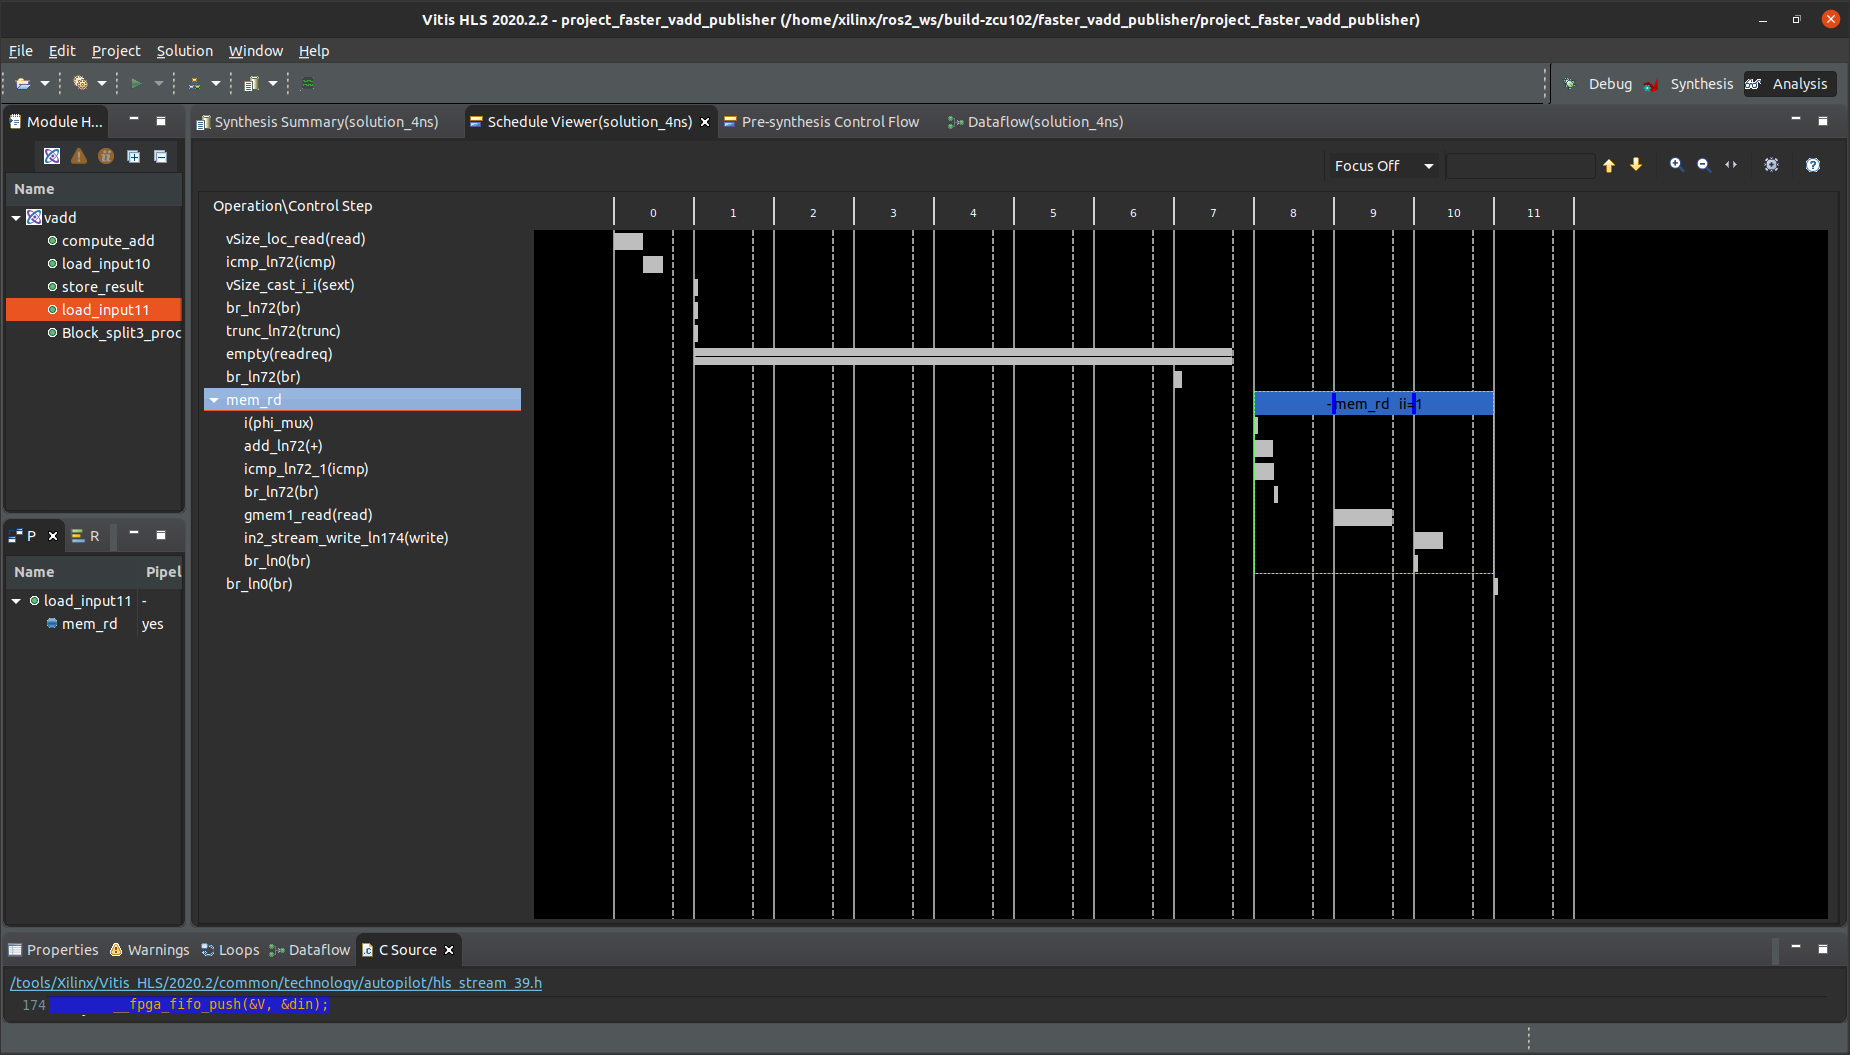 Vitis HLS 2020.2.2 - project_faster_vadd_publisher (/home/xilinx/ros2_ws/build-zcu102/faster_vadd_publisher/project_faster_vadd_publisher)
File Edit Project Solution Window Help
Debug Synthesis Analysis
Module H...
Synthesis Summary(solution_4ns) Schedule Viewer(solution_4ns) Pre-synthesis Control Flow Dataflow(solution_4ns)
Focus Off
Name
vadd
compute_add
load_input10
store_result
load_input11
Block_split3_proc
Operation\Control Step 0 1 2 3 4 5 6 7 8 9 10 11
vSize_loc_read(read)
icmp_ln72(icmp)
vSize_cast_i_i(sext)
br_ln72(br)
trunc_ln72(trunc)
empty(readreq)
br_ln72(br)
mem_rd
-mem_rd ii=1
i(phi_mux)
add_ln72(+)
icmp_ln72_1(icmp)
br_ln72(br)
gmem1_read(read)
in2_stream_write_ln174(write)
br_ln0(br)
br_ln0(br)
P R
Name Pipel
load_input11 -
mem_rd yes
Properties Warnings Loops Dataflow C Source
/tools/Xilinx/Vitis_HLS/2020.2/common/technology/autopilot/hls_stream_39.h
174 __fpga_fifo_push(&V, &din);